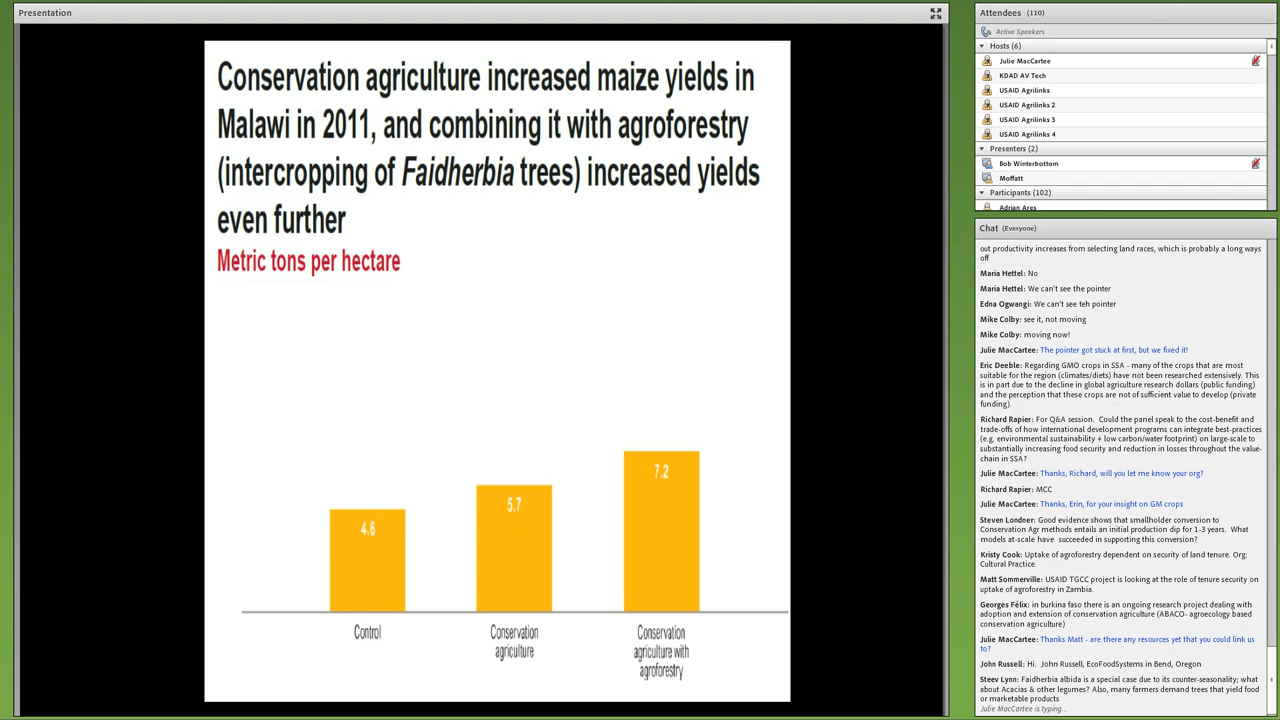 Presentation
Conservation agriculture increased maize yields in
Malawi in 2011, and combining it with agroforestry
(intercropping of Faidherbia trees) increased yields
even further
Metric tons per hectare
4.6
5.7
7.2
Control
Conservation
agriculture
Conservation
agriculture with
agroforestry
Attendees (110)
Active Speakers
Hosts (6)
Julie MacCartee
KDAD AV Tech
USAID Agrilinks
USAID Agrilinks 2
USAID Agrilinks 3
USAID Agrilinks 4
Presenters (2)
Bob Winterbottom
Moffatt
Participants (102)
Adrian Ares
Chat (Everyone)
out productivity increases from selecting land races, which is probably a long ways
off
Maria Hettel: No
Maria Hettel: We can't see the pointer
Edna Ogwangi: We can't see teh pointer
Mike Colby: see it, not moving
Mike Colby: moving now!
Julie MacCartee: The pointer got stuck at first, but we fixed it!
Eric Deeble: Regarding GMO crops in SSA - many of the crops that are most
suitable for the region (climates/diets) have not been researched extensively. This
is in part due to the decline in global agriculture research dollars (public funding)
and the perception that these crops are not of sufficient value to develop (private
funding).
Richard Rapier: For Q&A session. Could the panel speak to the cost-benefit and
trade-offs of how international development programs can integrate best-practices
(e.g. environmental sustainability + low carbon/water footprint) on large-scale to
substantially increasing food security and reduction in losses throughout the value-
chain in SSA?
Julie MacCartee: Thanks, Richard, will you let me know your org?
Richard Rapier: MCC
Julie MacCartee: Thanks, Erin, for your insight on GM crops
Steven Londner: Good evidence shows that smallholder conversion to
Conservation Agr methods entails an initial production dip for 1-3 years. What
models at-scale have succeeded in supporting this conversion?
Kristy Cook: Uptake of agroforestry dependent on security of land tenure. Org:
Cultural Practice.
Matt Sommerville: USAID TGCC project is looking at the role of tenure security on
uptake of agroforestry in Zambia.
Georges Félix: in burkina faso there is an ongoing research project dealing with
adoption and extension of conservation agriculture (ABACO- agroecology based
conservation agriculture)
Julie MacCartee: Thanks Matt - are there any resources yet that you could link us
to?
John Russell: Hi. John Russell, EcoFoodSystems in Bend, Oregon
Steev Lynn: Faidherbia albida is a special case due to its counter-seasonality; what
about Acacias & other legumes? Also, many farmers demand trees that yield food
or marketable products
Julie MacCartee is typing...